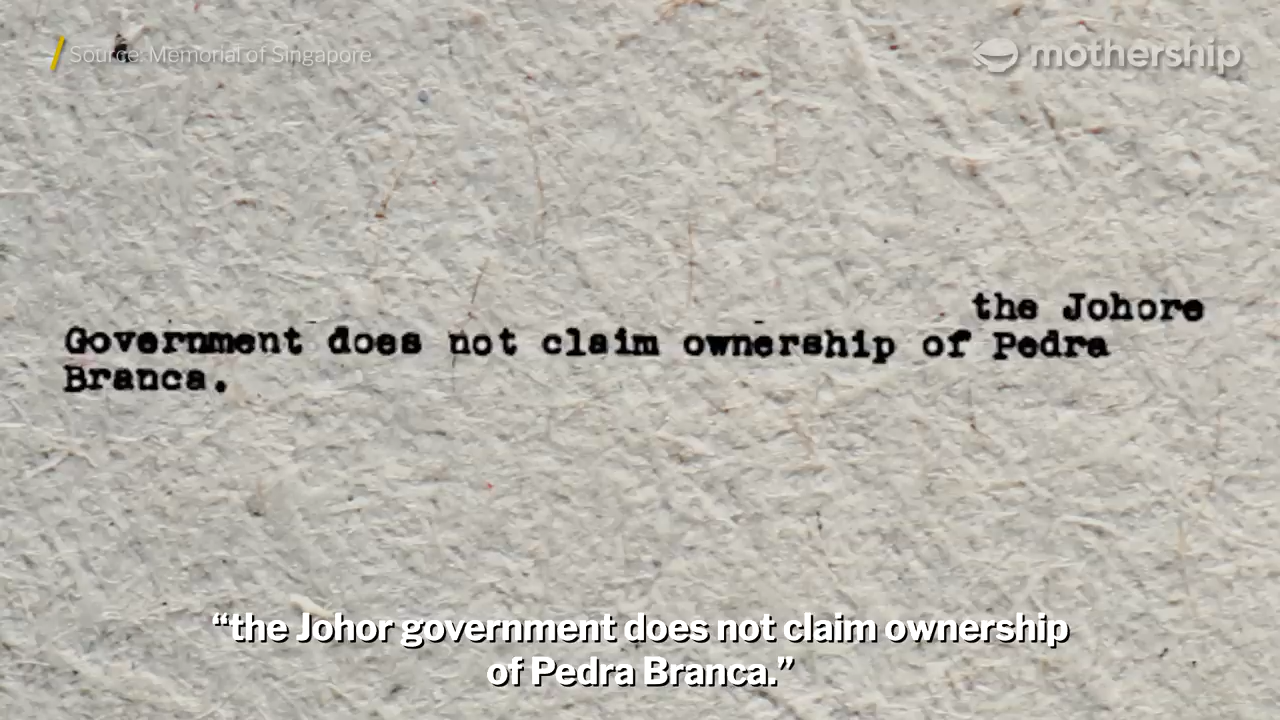 Source: Memorial of Singapore
mothership
the Johore
Government does not claim ownership of Pedra
Branca.
“the Johor government does not claim ownership
of Pedra Branca.”